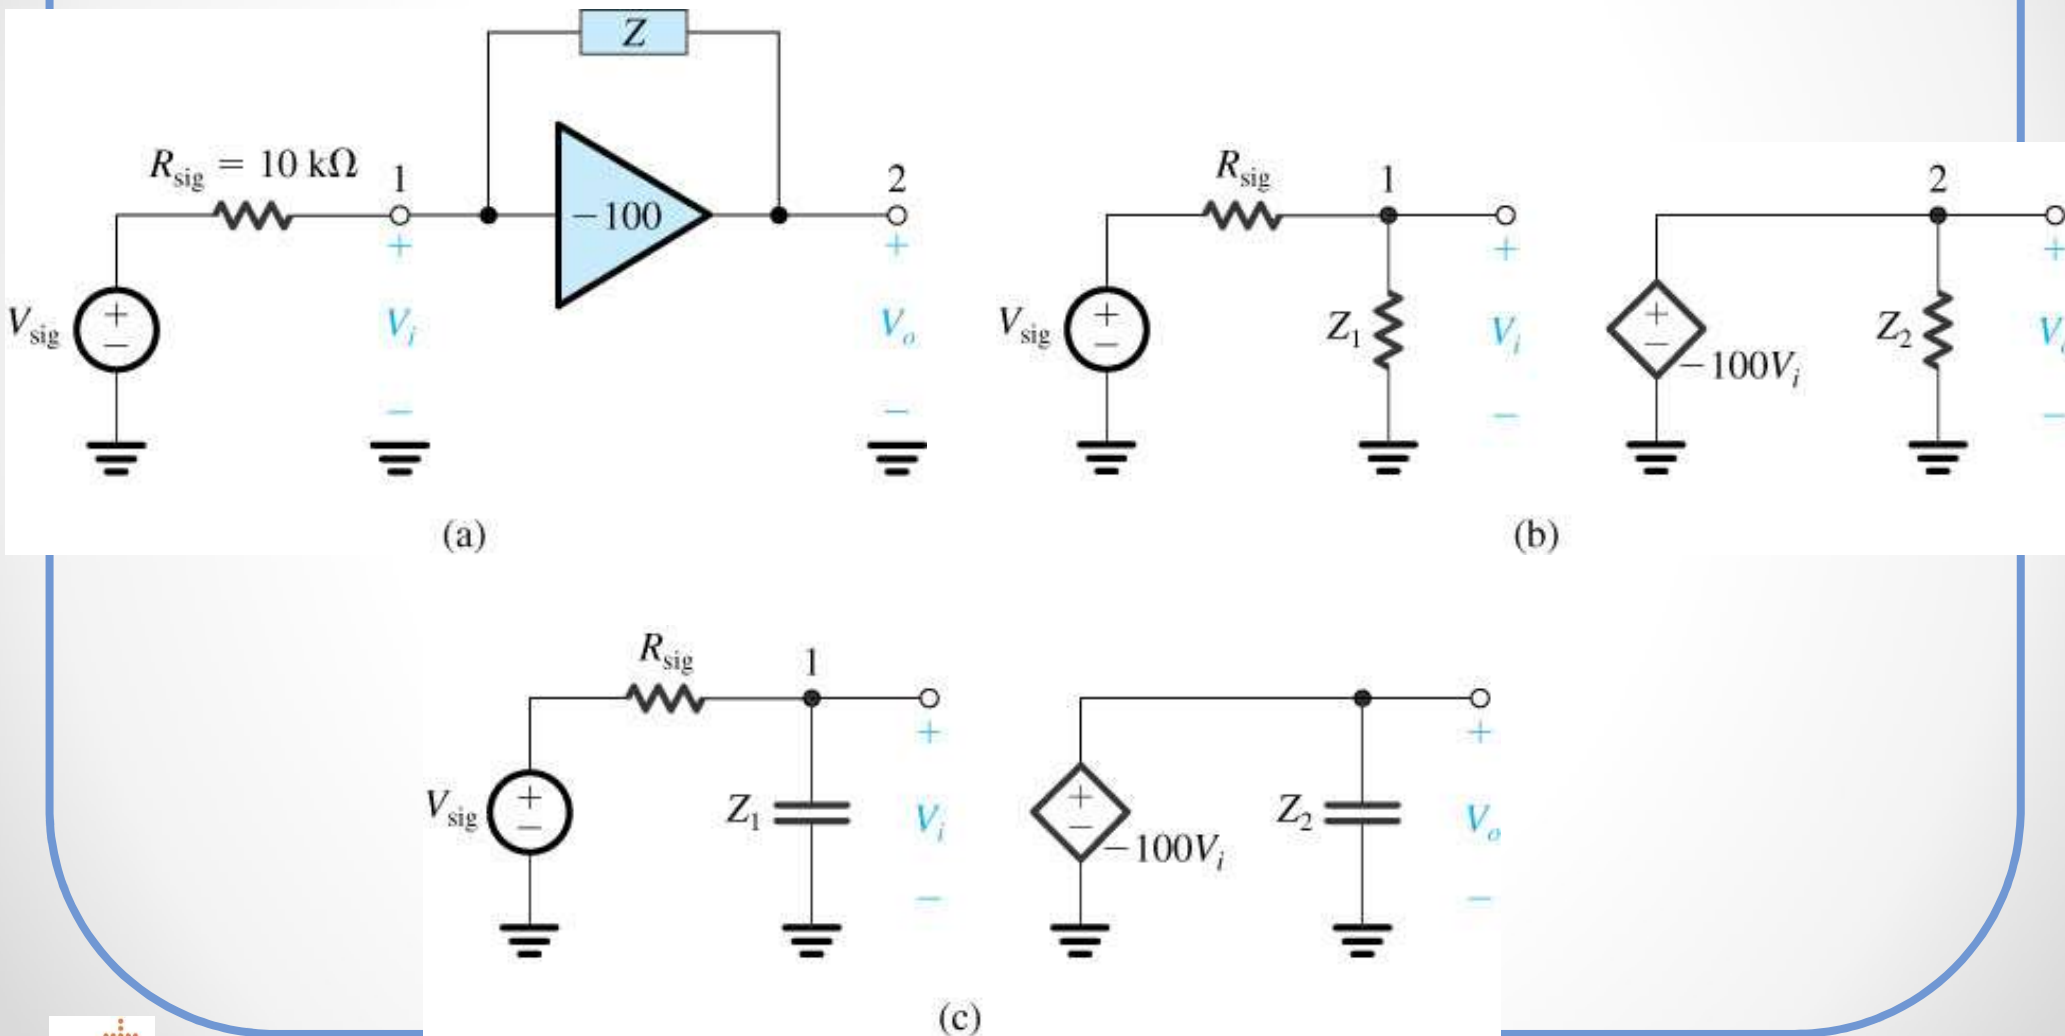 Z
R_sig = 10 kΩ
1
2
−100
+
+
V_sig
+
−
V_i
V_o
−
−
(a)
R_sig
1
2
+
+
V_sig
+
−
Z_1
V_i
+
−
−100V_i
Z_2
−
−
(b)
R_sig
1
+
+
V_sig
+
−
Z_1
V_i
+
−
−100V_i
Z_2
V_o
−
−
(c)